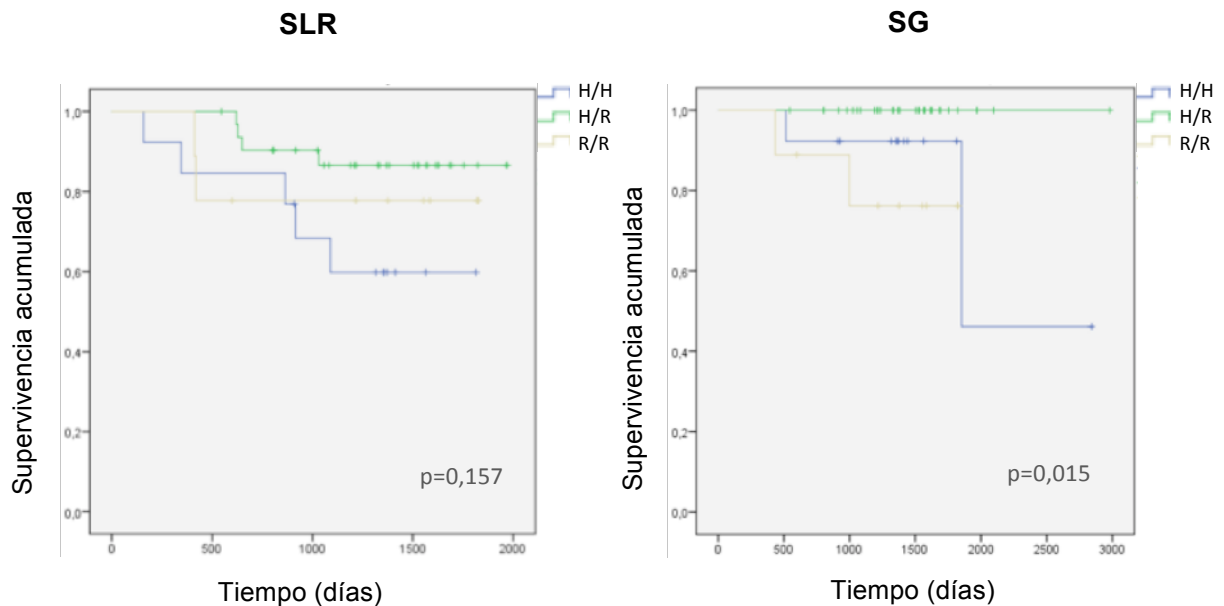 SLR
H/H
H/R
R/R
Supervivencia acumulada
1,0
0,8
0,6
0,4
0,2
0,0
p=0,157
0 500 1000 1500 2000
Tiempo (días)
SG
H/H
H/R
R/R
Supervivencia acumulada
1,0
0,8
0,6
0,4
0,2
0,0
p=0,015
0 500 1000 1500 2000 2500 3000
Tiempo (días)